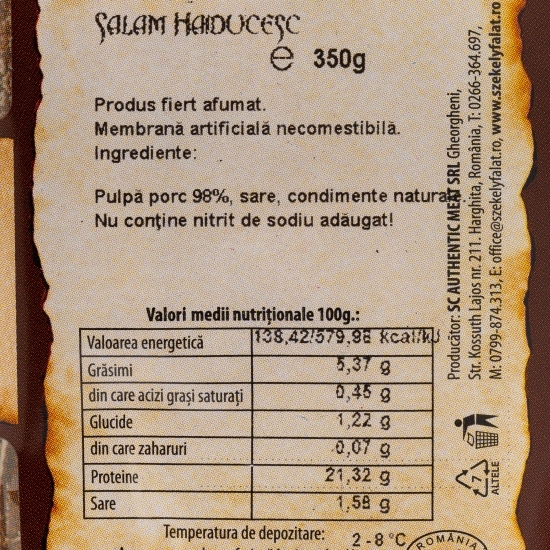 SALAM HAIDUCESC
e 350g
Produs fiert afumat.
Membrană artificială necomestibilă.
Ingrediente:
Pulpă porc 98%, sare, condimente
Nu conține nitrit de sodiu adăugat!
Valori medii nutriționale 100g.:
Valoarea energetică 138,42/579,98 kcal/kJ
Grăsimi 5,37 g
din care acizi grași saturați 0,45 g
Glucide 1,22 g
din care zaharuri 0,07 g
Proteine 21,32 g
Sare 1,58 g
Temperatura de depozitare: 2-8°C
Producător: SC AUTHENTIC MEAT SRL Gheorgheni,
Str. Kossuth Lajos nr. 211. Harghita, România, T: 0266-364.697,
M: 0799-874.313, E: office@szekelyfalat.ro, www.szekelyfalat.ro
7
ALTELE
ROMÂNIA